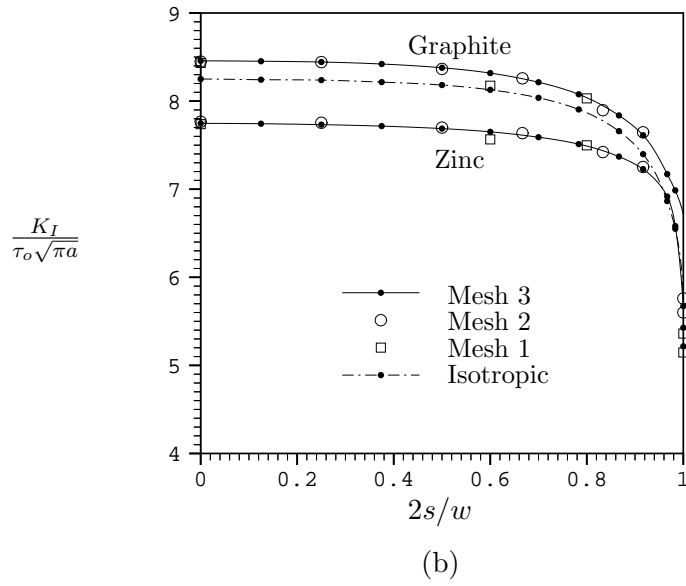 9
Graphite
8
Zinc
7
K_I / τ_o√πa
6
Mesh 3
Mesh 2
Mesh 1
Isotropic
5
4
0 0.2 0.4 0.6 0.8 1
2s/w
(b)